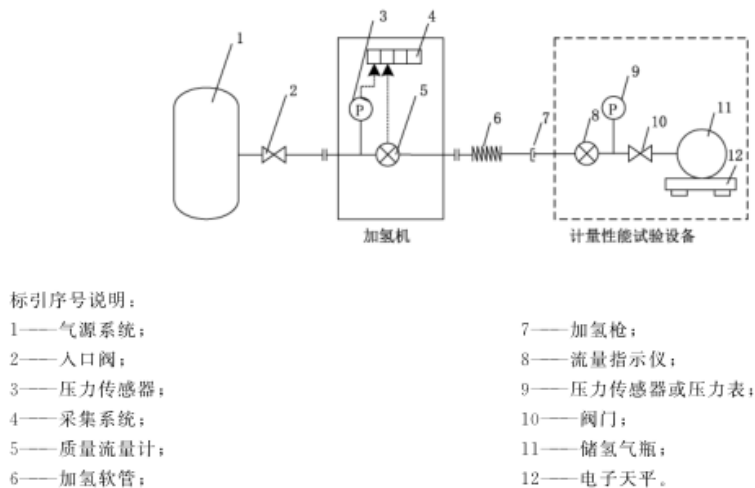 1
2
3
4
5
6
7
8
9
10
11
12
P
P
加氢机
计量性能试验设备
标引序号说明：
1——气源系统；
2——入口阀；
3——压力传感器；
4——采集系统；
5——质量流量计；
6——加氢软管；
7——加氢枪；
8——流量指示仪；
9——压力传感器或压力表；
10——阀门；
11——储氢气瓶；
12——电子天平。